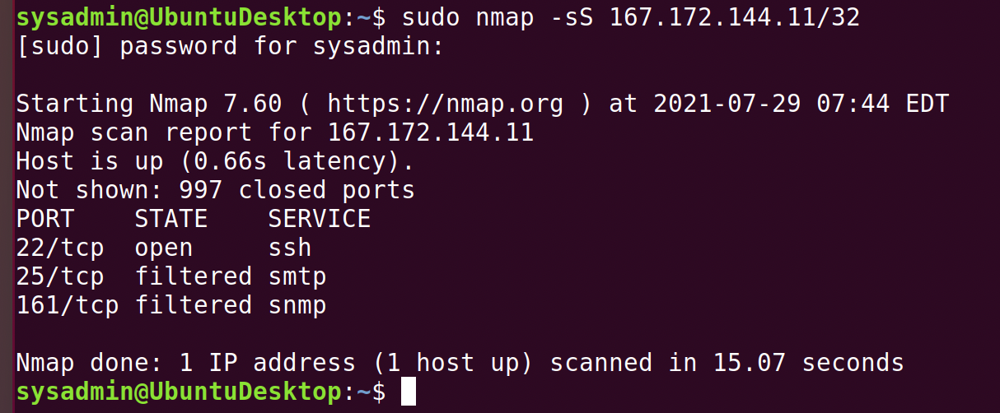 sysadmin@UbuntuDesktop:~$ sudo nmap -sS 167.172.144.11/32
[sudo] password for sysadmin:
Starting Nmap 7.60 ( https://nmap.org ) at 2021-07-29 07:44 EDT
Nmap scan report for 167.172.144.11
Host is up (0.66s latency).
Not shown: 997 closed ports
PORT    STATE    SERVICE
22/tcp  open     ssh
25/tcp  filtered smtp
161/tcp filtered snmp
Nmap done: 1 IP address (1 host up) scanned in 15.07 seconds
sysadmin@UbuntuDesktop:~$